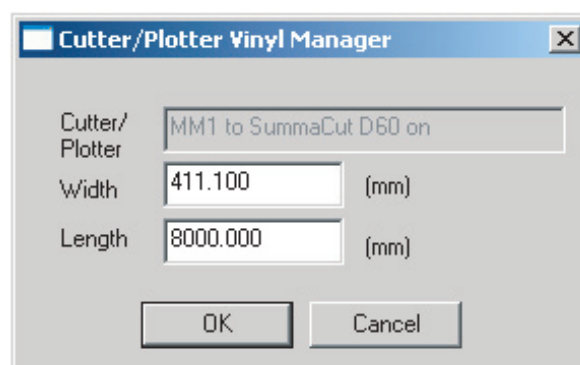 Cutter/Plotter Vinyl Manager
Cutter/
Plotter
MM1 to SummaCut D60 on
Width
411.100
(mm)
Length
8000.000
(mm)
OK
Cancel